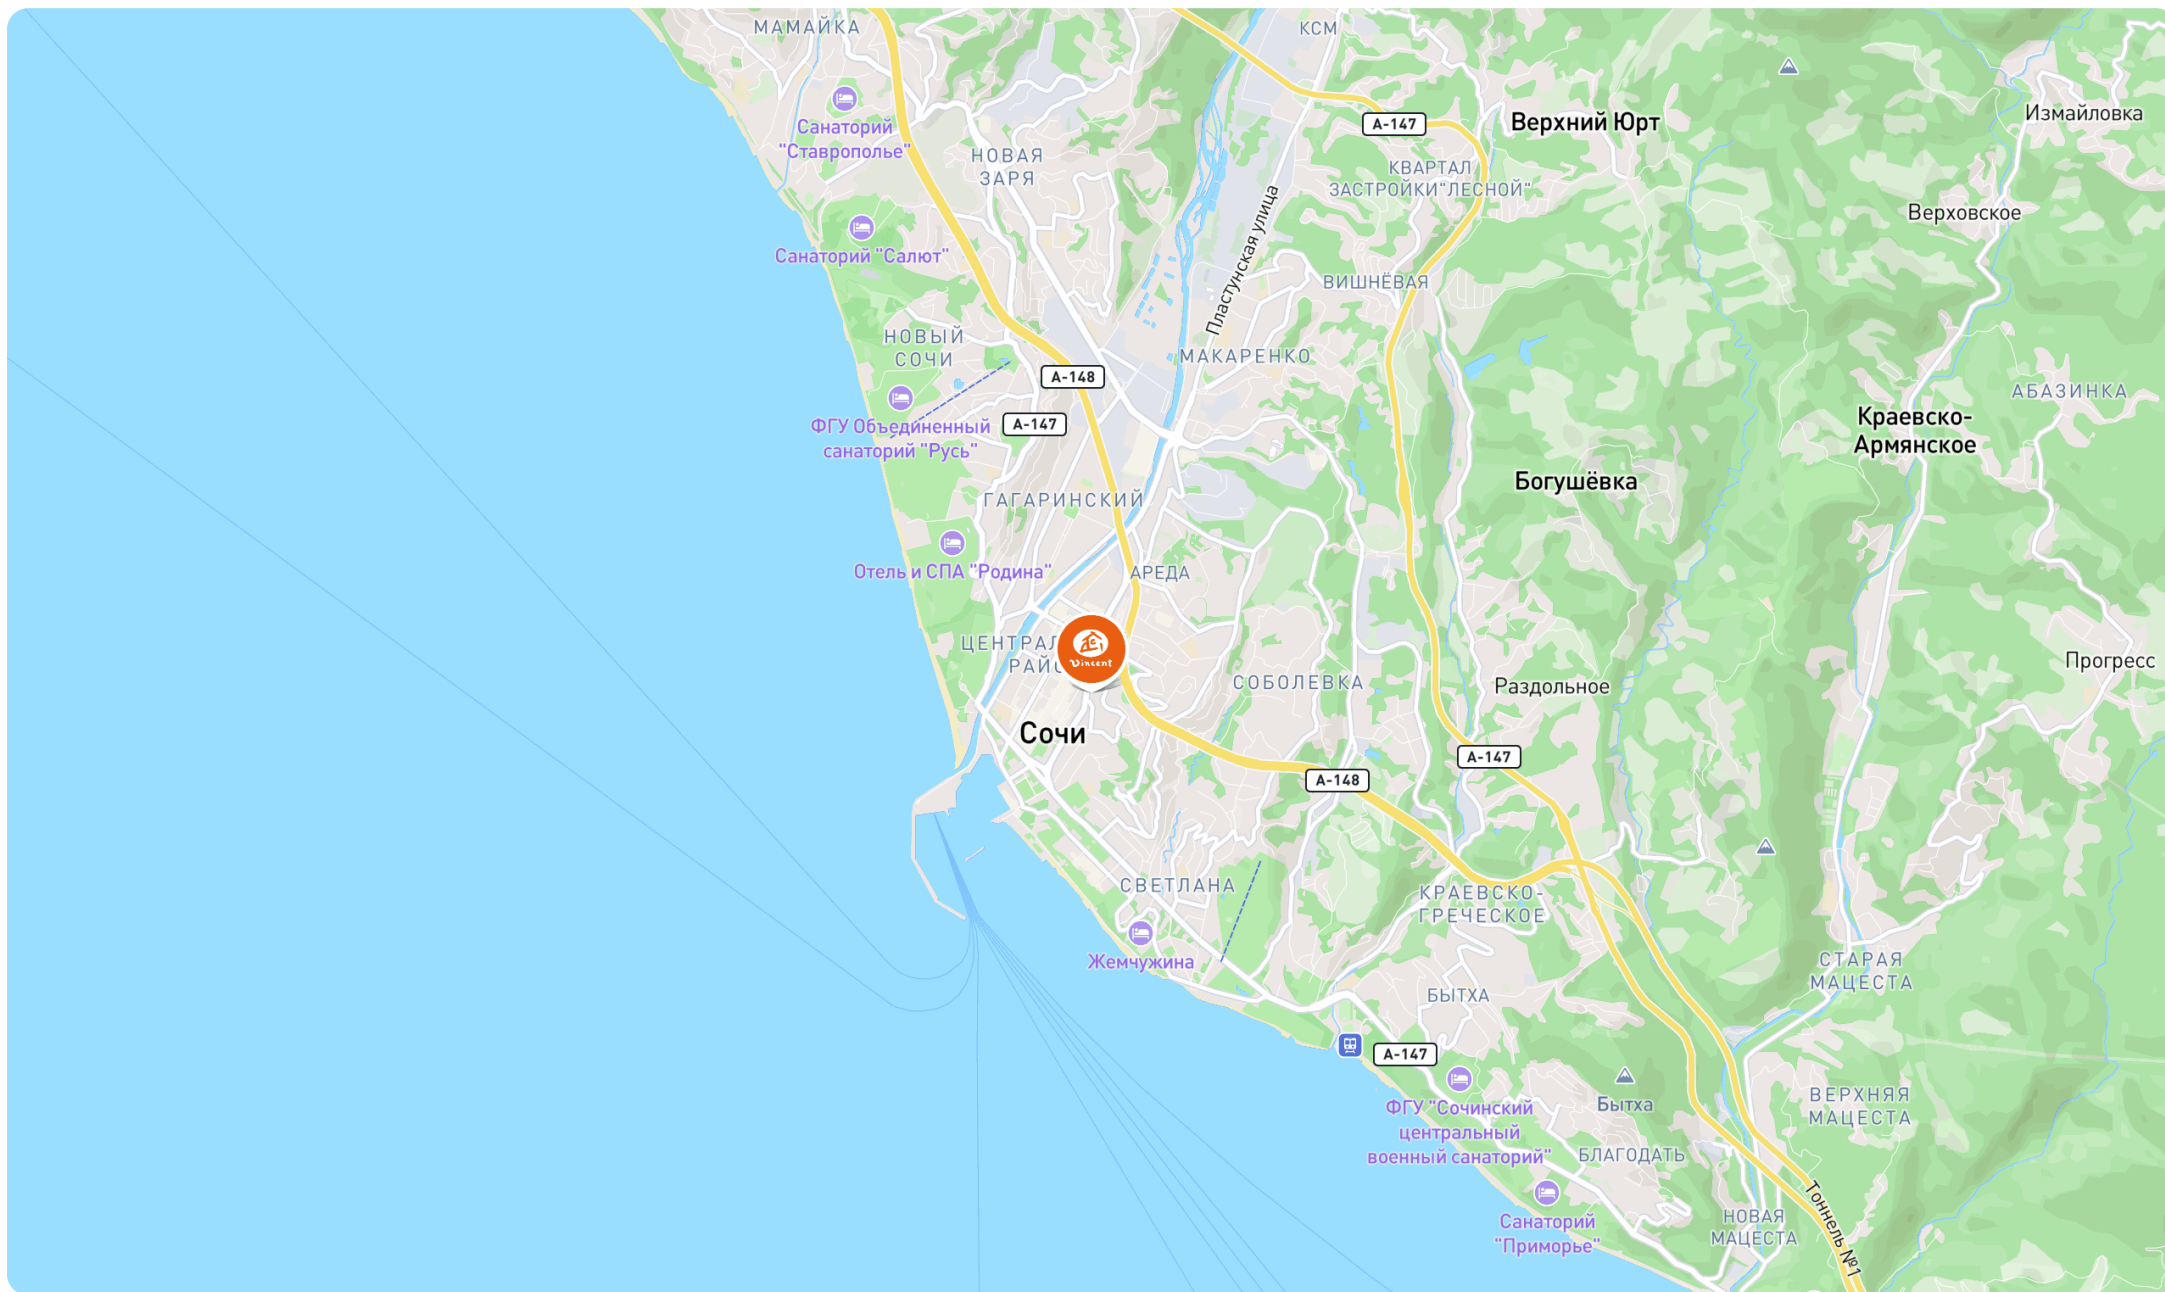 МАМАЙКА
КСМ
Санаторий
"Ставрополье"
НОВАЯ
ЗАРЯ
А-147
Верхний Юрт
Измайловка
КВАРТАЛ
ЗАСТРОЙКИ"ЛЕСНОЙ"
Верховское
Санаторий "Салют"
Пластунская улица
ВИШНЁВАЯ
НОВЫЙ
СОЧИ
МАКАРЕНКО
А-148
АБАЗИНКА
А-147
ФГУ Объединенный
санаторий "Русь"
Краевско-
Армянское
Богушёвка
ГАГАРИНСКИЙ
Отель и СПА "Родина"
АРЕДА
ЦЕНТРАЛ
РАЙО
Vincent
СОБОЛЕВКА
Раздольное
Прогресс
Сочи
А-148
А-147
СВЕТЛАНА
КРАЕВСКО-
ГРЕЧЕСКОЕ
Жемчужина
СТАРАЯ
МАЦЕСТА
БЫТХА
А-147
ФГУ "Сочинский
центральный
военный санаторий"
Бытха
ВЕРХНЯЯ
МАЦЕСТА
БЛАГОДАТЬ
Санаторий
"Приморье"
НОВАЯ
МАЦЕСТА
Тоннель №1